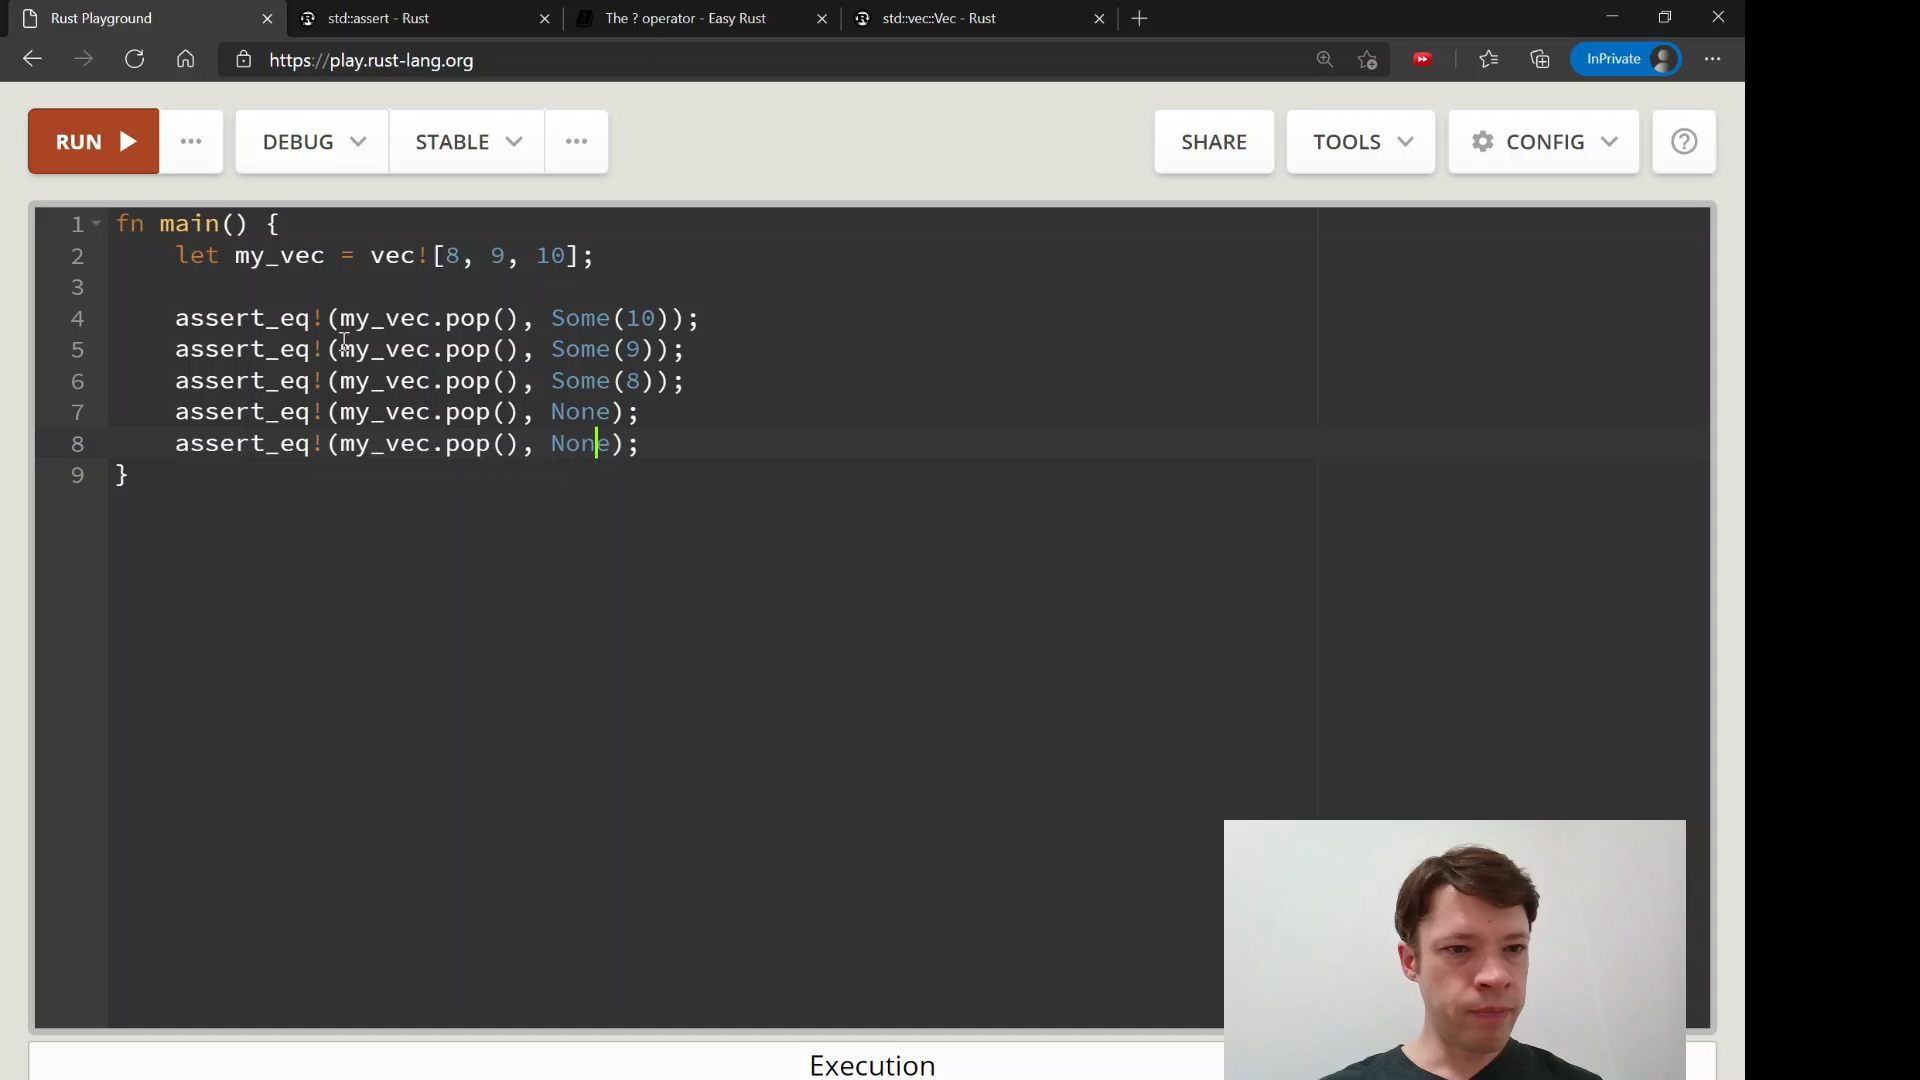 Rust Playground
std::assert - Rust
The ? operator - Easy Rust
std::vec::Vec - Rust
https://play.rust-lang.org
InPrivate
RUN
DEBUG
STABLE
SHARE
TOOLS
CONFIG
1 fn main() {
2 let my_vec = vec![8, 9, 10];
3
4 assert_eq!(my_vec.pop(), Some(10));
5 assert_eq!(my_vec.pop(), Some(9));
6 assert_eq!(my_vec.pop(), Some(8));
7 assert_eq!(my_vec.pop(), None);
8 assert_eq!(my_vec.pop(), None);
9 }
Execution